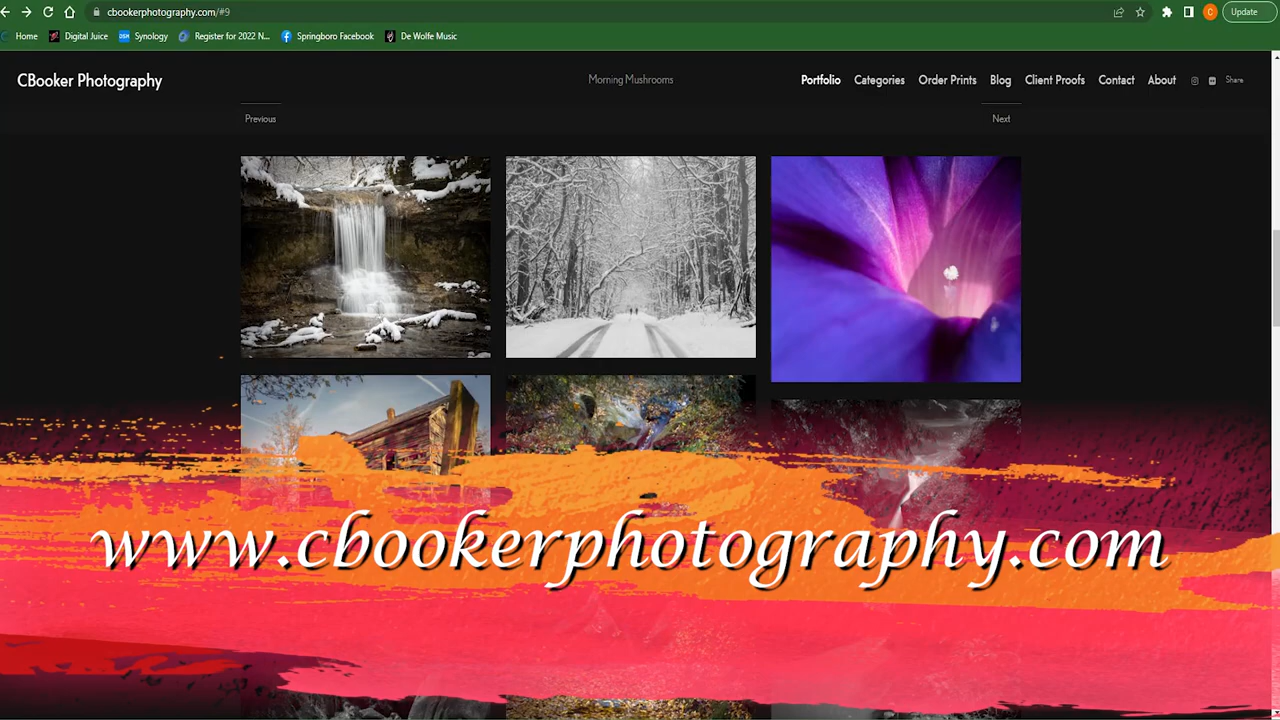 cbookerphotography.com/#9
C
Update
Home
Digital Juice
DSM
Synology
Register for 2022 N...
Springboro Facebook
De Wolfe Music
CBooker Photography
Morning Mushrooms
Portfolio
Categories
Order Prints
Blog
Client Proofs
Contact
About
Share
Previous
Next
www.cbookerphotography.com